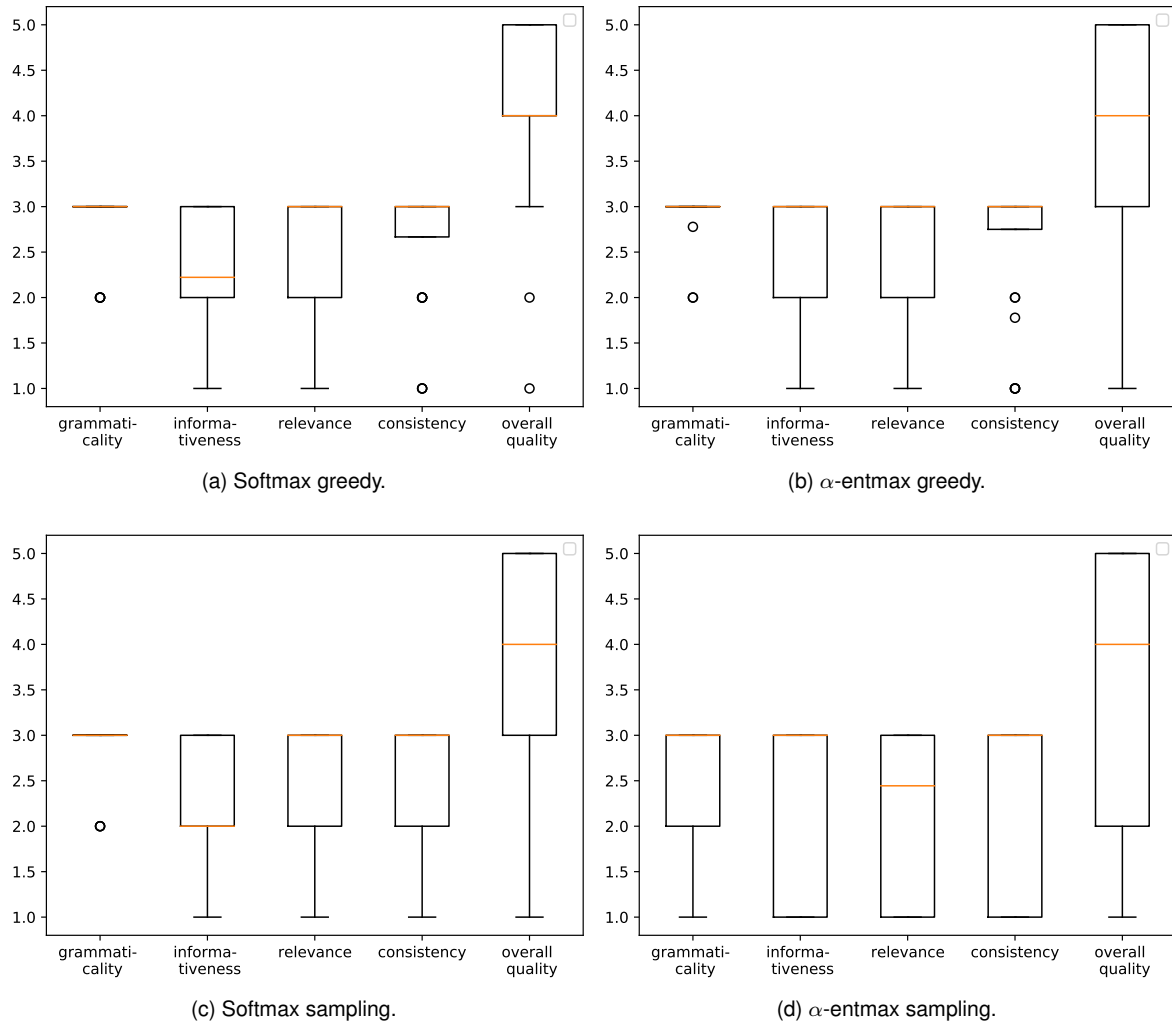 5.0
4.5
4.0
3.5
3.0
2.5
2.0
1.5
1.0
grammati-
cality
informa-
tiveness
relevance
consistency
overall
quality
(a) Softmax greedy.
5.0
4.5
4.0
3.5
3.0
2.5
2.0
1.5
1.0
grammati-
cality
informa-
tiveness
relevance
consistency
overall
quality
(b) α-entmax greedy.
5.0
4.5
4.0
3.5
3.0
2.5
2.0
1.5
1.0
grammati-
cality
informa-
tiveness
relevance
consistency
overall
quality
(c) Softmax sampling.
5.0
4.5
4.0
3.5
3.0
2.5
2.0
1.5
1.0
grammati-
cality
informa-
tiveness
relevance
consistency
overall
quality
(d) α-entmax sampling.